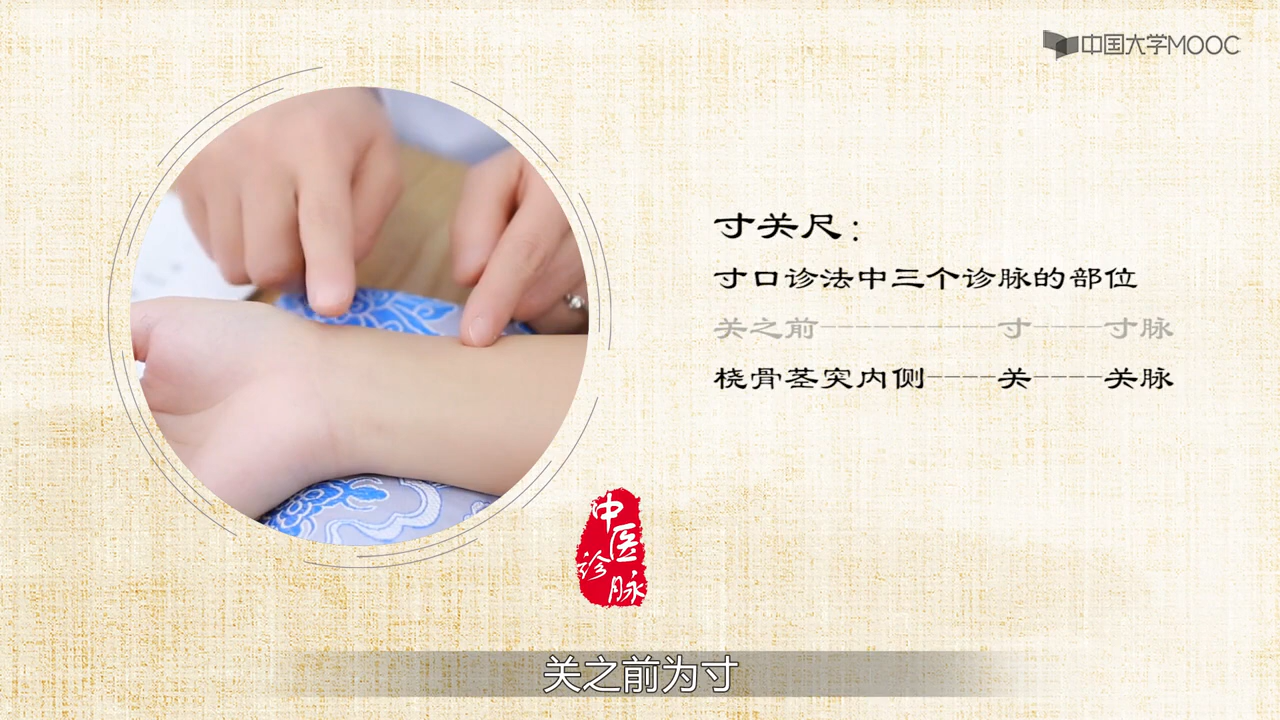 中国大学MOOC
寸关尺：
寸口诊法中三个诊脉的部位
关之前----------寸----寸脉
桡骨茎突内侧----关----关脉
中医
诊脉
关之前为寸